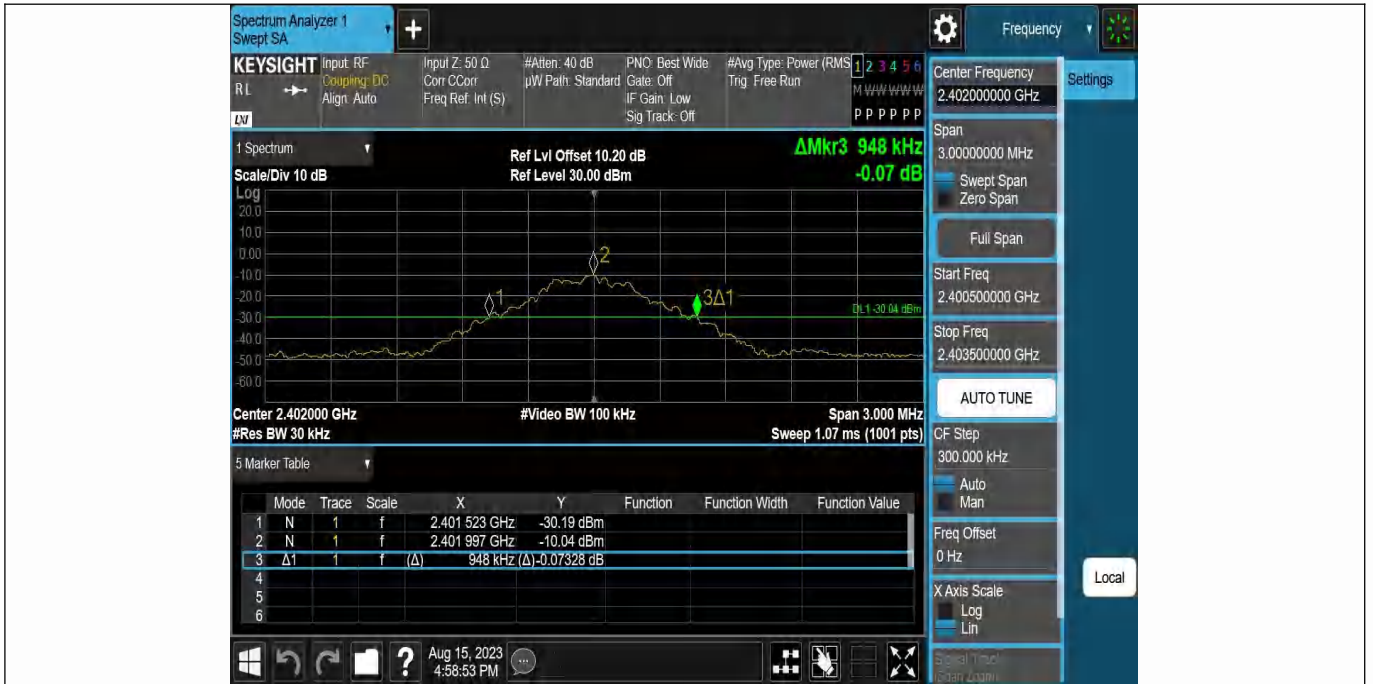 Spectrum Analyzer 1
Swept SA
+
Frequency
KEYSIGHT
Input: RF
Coupling: DC
Align: Auto
Input Z: 50 Ω
Corr CCorr
Freq Ref: Int (S)
#Atten: 40 dB
µW Path: Standard
PNO: Best Wide
Gate: Off
IF Gain: Low
Sig Track: Off
#Avg Type: Power (RMS
Trig: Free Run
1 2 3 4 5 6
M W W W W W
P P P P P P
R L
LXI
Center Frequency
2.402000000 GHz
Settings
Span
3.00000000 MHz
Swept Span
Zero Span
Full Span
Start Freq
2.400500000 GHz
Stop Freq
2.403500000 GHz
AUTO TUNE
CF Step
300.000 kHz
Auto
Man
Freq Offset
0 Hz
X Axis Scale
Log
Lin
Signal Track
(Span Zoom)
Local
1 Spectrum
Scale/Div 10 dB
Ref Lvl Offset 10.20 dB
Ref Level 30.00 dBm
ΔMkr3 948 kHz
-0.07 dB
Log
20.0
10.0
0.00
-10.0
-20.0
-30.0
-40.0
-50.0
-60.0
1
2
3Δ1
DL1 -30.04 dBm
Center 2.402000 GHz
#Video BW 100 kHz
Span 3.000 MHz
#Res BW 30 kHz
Sweep 1.07 ms (1001 pts)
5 Marker Table
Mode Trace Scale X Y Function Function Width Function Value
1 N 1 f 2.401 523 GHz -30.19 dBm
2 N 1 f 2.401 997 GHz -10.04 dBm
3 Δ1 1 f (Δ) 948 kHz (Δ) -0.07328 dB
4
5
6
?
Aug 15, 2023
4:58:53 PM